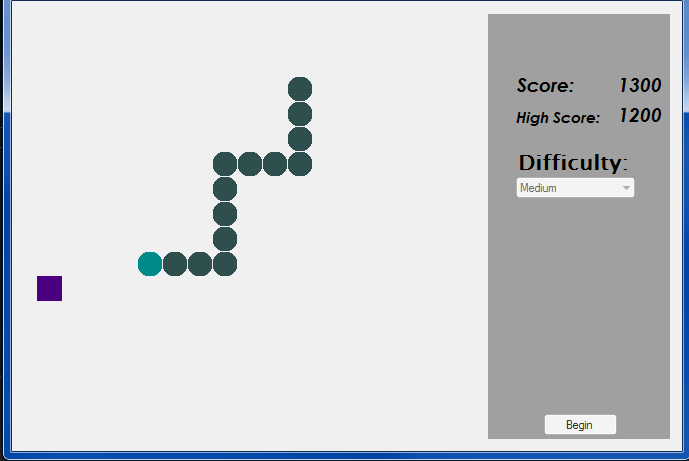 Score: 1300
High Score: 1200
Difficulty:
Medium
Begin